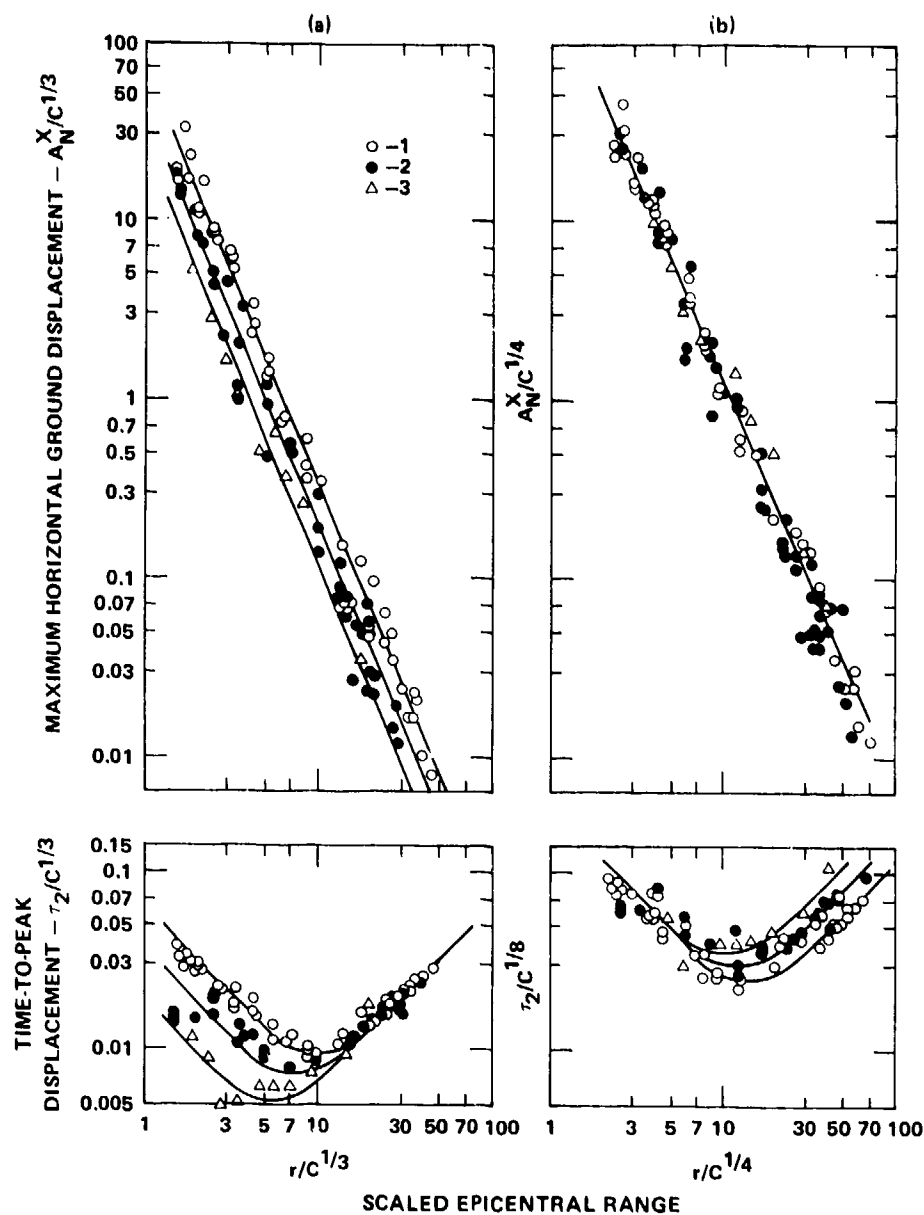 (a)
(b)
MAXIMUM HORIZONTAL GROUND DISPLACEMENT – A_N^X/C^1/3
100
70
50
30
10
7
5
3
1
0.7
0.5
0.3
0.1
0.07
0.05
0.03
0.01
–1
–2
–3
A_N^X/C^1/4
TIME-TO-PEAK
DISPLACEMENT – τ_2/C^1/3
0.15
0.1
0.07
0.05
0.03
0.01
0.005
τ_2/C^1/8
1 3 5 7 10 30 50 70 100
1 3 5 7 10 30 50 70 100
r/C^1/3
r/C^1/4
SCALED EPICENTRAL RANGE